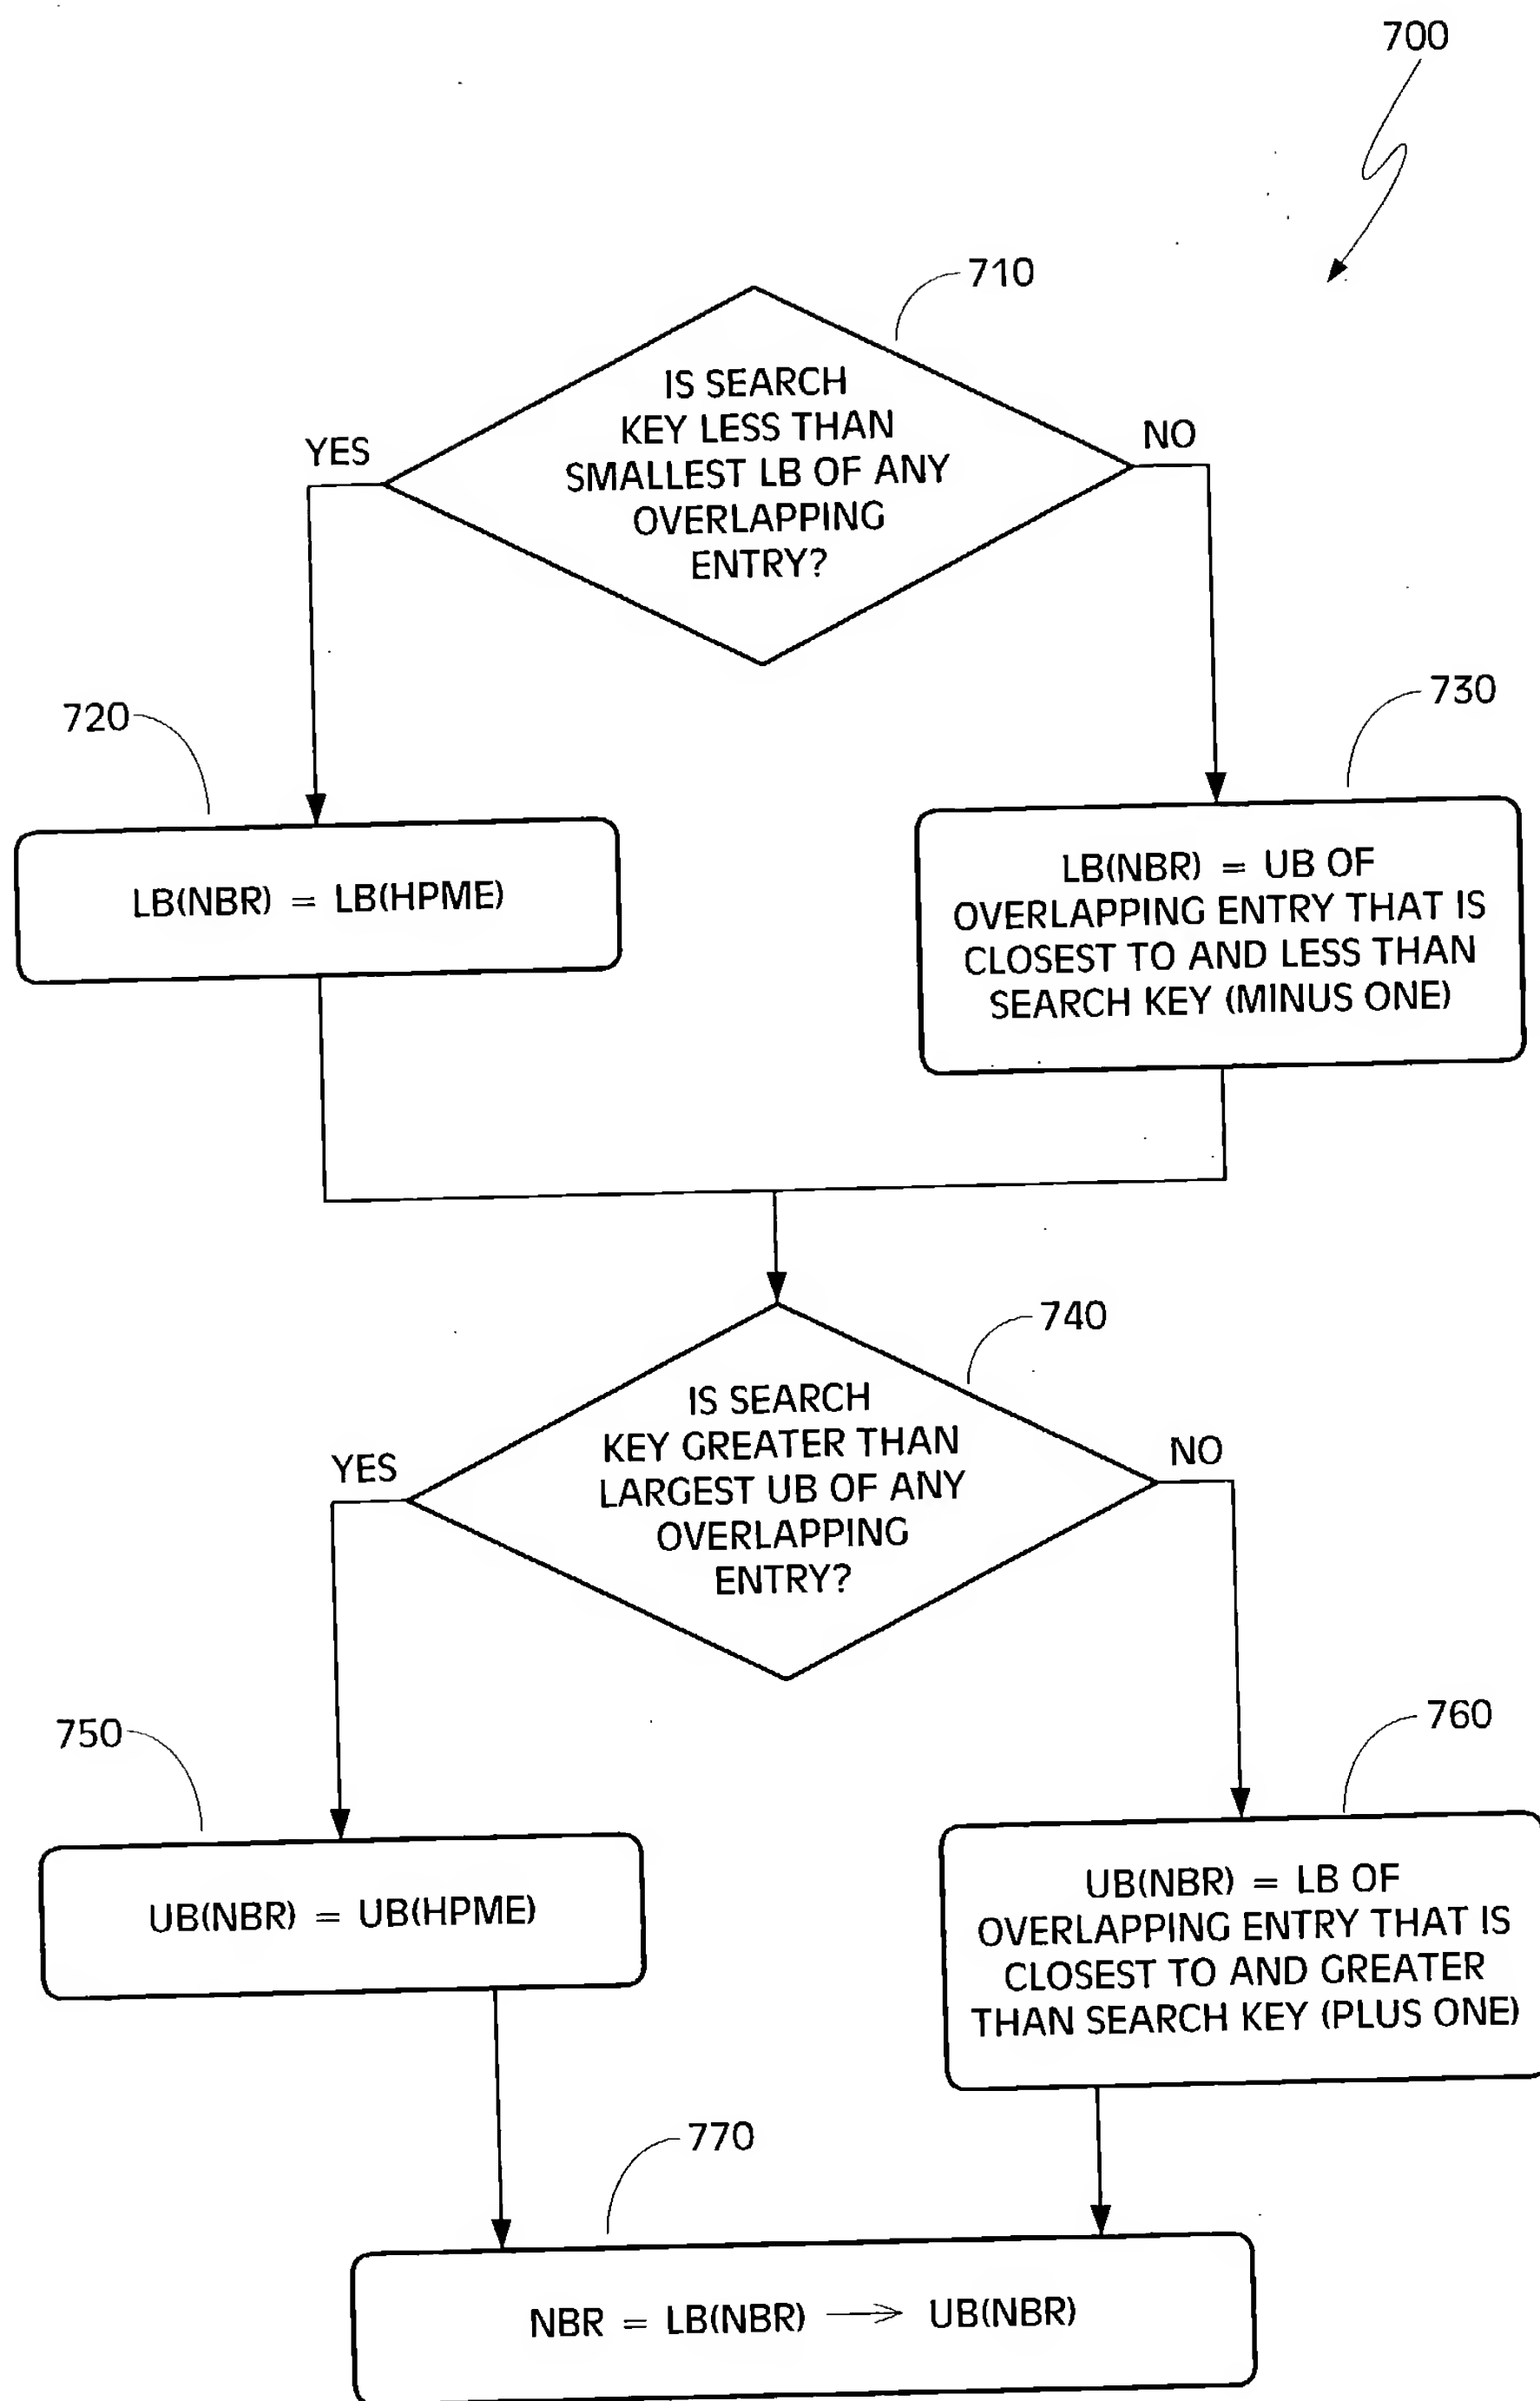 700
710
IS SEARCH
KEY LESS THAN
SMALLEST LB OF ANY
OVERLAPPING
ENTRY?
YES
NO
720
730
LB(NBR) = LB(HPME)
LB(NBR) = UB OF
OVERLAPPING ENTRY THAT IS
CLOSEST TO AND LESS THAN
SEARCH KEY (MINUS ONE)
740
IS SEARCH
KEY GREATER THAN
LARGEST UB OF ANY
OVERLAPPING
ENTRY?
YES
NO
750
760
UB(NBR) = UB(HPME)
UB(NBR) = LB OF
OVERLAPPING ENTRY THAT IS
CLOSEST TO AND GREATER
THAN SEARCH KEY (PLUS ONE)
770
NBR = LB(NBR) → UB(NBR)